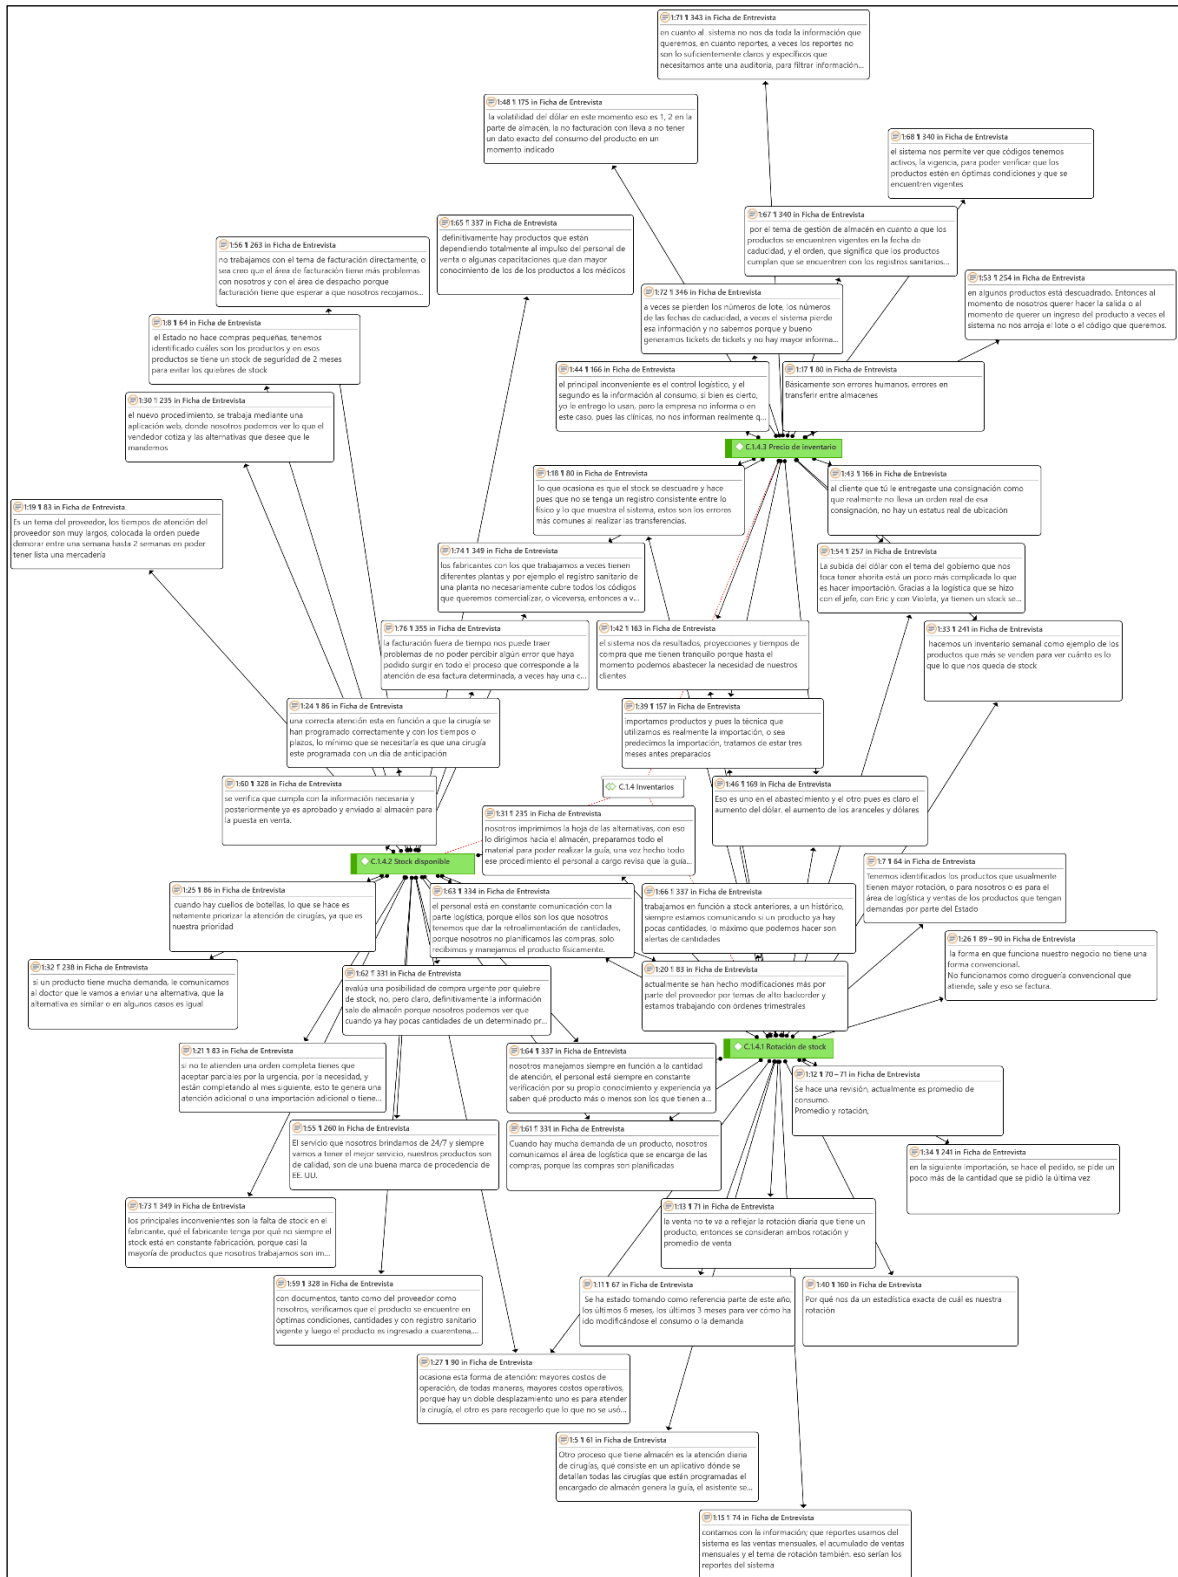 1:71 ¶ 343 in Ficha de Entrevista
en cuanto al sistema no nos da toda la información que
queremos, en cuanto reportes, a veces los reportes no
son lo suficientemente claros y específicos que
necesitamos ante una auditoría, para filtrar información...
1:48 ¶ 175 in Ficha de Entrevista
la volatilidad del dólar en este momento eso es 1, 2 en la
parte de almacén, la no facturación con lleva a no tener
un dato exacto del consumo del producto en un
momento indicado
1:68 ¶ 340 in Ficha de Entrevista
el sistema nos permite ver que códigos tenemos
activos, la vigencia, para poder verificar que los
productos estén en óptimas condiciones y que se
encuentren vigentes
1:67 ¶ 340 in Ficha de Entrevista
por el tema de gestión de almacén en cuanto a que los
productos se encuentren vigentes en la fecha de
caducidad, y el orden, que significa que los productos
cumplan que se encuentren con los registros sanitarios...
1:65 ¶ 337 in Ficha de Entrevista
definitivamente hay productos que están
dependiendo totalmente al impulso del personal de
venta o algunas capacitaciones que dan mayor
conocimiento de los de los productos a los médicos
1:56 ¶ 263 in Ficha de Entrevista
no trabajamos con el tema de facturación directamente, o
sea creo que el área de facturación tiene más problemas
con nosotros y con el área de despacho porque
facturación tiene que esperar a que nosotros recojamos...
1:53 ¶ 254 in Ficha de Entrevista
en algunos productos está descuadrado. Entonces al
momento de nosotros querer hacer la salida o al
momento de querer un ingreso del producto a veces el
sistema no nos arroja el lote o el código que queremos.
1:72 ¶ 346 in Ficha de Entrevista
a veces se pierden los números de lote, los números
de las fechas de caducidad, a veces el sistema pierde
esa información y no sabemos porque y bueno
generamos tickets de tickets y no hay mayor informa...
1:8 ¶ 64 in Ficha de Entrevista
el Estado no hace compras pequeñas, tenemos
identificado cuáles son los productos y en esos
productos se tiene un stock de seguridad de 2 meses
para evitar los quiebres de stock
1:44 ¶ 166 in Ficha de Entrevista
el principal inconveniente es el control logístico, y el
segundo es la información al consumo, si bien es cierto,
yo le entrego lo usan, pero la empresa no informa o en
este caso, pues las clínicas, no nos informan realmente q...
1:17 ¶ 80 in Ficha de Entrevista
Básicamente son errores humanos, errores en
transferir entre almacenes
1:30 ¶ 235 in Ficha de Entrevista
el nuevo procedimiento, se trabaja mediante una
aplicación web, donde nosotros podemos ver lo que el
vendedor cotiza y las alternativas que desee que le
mandemos
C.1.4.3 Precio de inventario
1:18 ¶ 80 in Ficha de Entrevista
lo que ocasiona es que el stock se descuadre y hace
pues que no se tenga un registro consistente entre lo
físico y lo que muestra el sistema, estos son los errores
más comunes al realizar las transferencias.
1:43 ¶ 166 in Ficha de Entrevista
al cliente que tú le entregaste una consignación como
que realmente no lleva un orden real de esa
consignación, no hay un estatus real de ubicación
1:19 ¶ 83 in Ficha de Entrevista
Es un tema del proveedor, los tiempos de atención del
proveedor son muy largos, colocada la orden puede
demorar entre una semana hasta 2 semanas en poder
tener lista una mercadería
1:74 ¶ 349 in Ficha de Entrevista
los fabricantes con los que trabajamos a veces tienen
diferentes plantas y por ejemplo el registro sanitario de
una planta no necesariamente cubre todos los códigos
que queremos comercializar, o viceversa, entonces a v...
1:54 ¶ 257 in Ficha de Entrevista
La subida del dólar con el tema del gobierno que nos
toca tener ahorita está un poco más complicada lo que
es hacer importación. Gracias a la logística que se hizo
con el jefe, con Eric y con Violeta, ya tienen un stock se...
1:76 ¶ 355 in Ficha de Entrevista
la facturación fuera de tiempo nos puede traer
problemas de no poder percibir algún error que haya
podido surgir en todo el proceso que corresponde a la
atención de esa factura determinada, a veces hay una c...
1:42 ¶ 163 in Ficha de Entrevista
el sistema nos da resultados, proyecciones y tiempos de
compra que me tienen tranquilo porque hasta el
momento podemos abastecer la necesidad de nuestros
clientes
1:33 ¶ 241 in Ficha de Entrevista
hacemos un inventario semanal como ejemplo de los
productos que más se venden para ver cuánto es lo
que lo que nos queda de stock
1:24 ¶ 86 in Ficha de Entrevista
una correcta atención esta en función a que la cirugía se
han programado correctamente y con los tiempos o
plazos, lo mínimo que se necesitaría es que una cirugía
este programada con un día de anticipación
1:39 ¶ 157 in Ficha de Entrevista
importamos productos y pues la técnica que
utilizamos es realmente la importación, o sea
predecimos la importación, tratamos de estar tres
meses antes preparados
1:60 ¶ 328 in Ficha de Entrevista
se verifica que cumpla con la información necesaria y
posteriormente ya es aprobado y enviado al almacén para
la puesta en venta.
C.1.4 Inventarios
1:46 ¶ 169 in Ficha de Entrevista
Eso es uno en el abastecimiento y el otro pues es claro el
aumento del dólar. el aumento de los aranceles y dólares
1:31 ¶ 235 in Ficha de Entrevista
nosotros imprimimos la hoja de las alternativas, con eso
lo dirigimos hacia el almacén, preparamos todo el
material para poder realizar la guía, una vez hecho todo
ese procedimiento el personal a cargo revisa que la guía...
C.1.4.2 Stock disponible
1:7 ¶ 64 in Ficha de Entrevista
Tenemos identificados los productos que usualmente
tienen mayor rotación, o para nosotros o es para el
área de logística y ventas de los productos que tengan
demandas por parte del Estado
1:25 ¶ 86 in Ficha de Entrevista
cuando hay cuellos de botellas, lo que se hace es
netamente priorizar la atención de cirugías, ya que es
nuestra prioridad
1:63 ¶ 334 in Ficha de Entrevista
el personal está en constante comunicación con la
parte logística, porque ellos son los que nosotros
tenemos que dar la retroalimentación de cantidades,
porque nosotros no planificamos las compras, solo
recibimos y manejamos el producto físicamente.
1:66 ¶ 337 in Ficha de Entrevista
trabajamos en función a stock anteriores, a un histórico,
siempre estamos comunicando si un producto ya hay
pocas cantidades, lo máximo que podemos hacer son
alertas de cantidades
1:26 ¶ 89 – 90 in Ficha de Entrevista
la forma en que funciona nuestro negocio no tiene una
forma convencional.
No funcionamos como droguería convencional que
atiende, sale y eso se factura.
1:32 ¶ 238 in Ficha de Entrevista
si un producto tiene mucha demanda, le comunicamos
al doctor que le vamos a enviar una alternativa, que la
alternativa es similar o en algunos casos es igual
1:62 ¶ 331 in Ficha de Entrevista
evalúa una posibilidad de compra urgente por quiebre
de stock, no, pero claro, definitivamente la información
sale de almacén porque nosotros podemos ver que
cuando ya hay pocas cantidades de un determinado pr...
1:20 ¶ 83 in Ficha de Entrevista
actualmente se han hecho modificaciones más por
parte del proveedor por temas de alto backorder y
estamos trabajando con órdenes trimestrales
C.1.4.1 Rotación de stock
1:21 ¶ 83 in Ficha de Entrevista
si no te atienden una orden completa tienes que
aceptar parciales por la urgencia, por la necesidad, y
están completando al mes siguiente, esto te genera una
atención adicional o una importación adicional o tiene...
1:64 ¶ 337 in Ficha de Entrevista
nosotros manejamos siempre en función a la cantidad
de atención, el personal está siempre en constante
verificación por su propio conocimiento y experiencia ya
saben qué producto más o menos son los que tienen a...
1:12 ¶ 70 – 71 in Ficha de Entrevista
Se hace una revisión, actualmente es promedio de
consumo.
Promedio y rotación,
1:55 ¶ 260 in Ficha de Entrevista
El servicio que nosotros brindamos de 24/7 y siempre
vamos a tener el mejor servicio, nuestros productos son
de calidad, son de una buena marca de procedencia de
EE. UU.
1:61 ¶ 331 in Ficha de Entrevista
Cuando hay mucha demanda de un producto, nosotros
comunicamos al área de logística que se encarga de las
compras, porque las compras son planificadas
1:34 ¶ 241 in Ficha de Entrevista
en la siguiente importación, se hace el pedido, se pide un
poco más de la cantidad que se pidió la última vez
1:73 ¶ 349 in Ficha de Entrevista
los principales inconvenientes son la falta de stock en el
fabricante, qué el fabricante tenga por qué no siempre el
stock está en constante fabricación, porque casi la
mayoría de productos que nosotros trabajamos son im...
1:13 ¶ 71 in Ficha de Entrevista
la venta no te va a reflejar la rotación diaria que tiene un
producto, entonces se consideran ambos rotación y
promedio de venta
1:59 ¶ 328 in Ficha de Entrevista
con documentos, tanto como del proveedor como
nosotros, verificamos que el producto se encuentre en
óptimas condiciones, cantidades y con registro sanitario
vigente y luego el producto es ingresado a cuarentena,...
1:11 ¶ 67 in Ficha de Entrevista
Se ha estado tomando como referencia parte de este año,
los últimos 6 meses, los últimos 3 meses para ver cómo ha
ido modificándose el consumo o la demanda
1:40 ¶ 160 in Ficha de Entrevista
Por qué nos da un estadística exacta de cuál es nuestra
rotación
1:27 ¶ 90 in Ficha de Entrevista
ocasiona esta forma de atención: mayores costos de
operación, de todas maneras, mayores costos operativos,
porque hay un doble desplazamiento uno es para atender
la cirugía, el otro es para recogerlo que lo que no se usó...
1:5 ¶ 61 in Ficha de Entrevista
Otro proceso que tiene almacén es la atención diaria
de cirugías, qué consiste en un aplicativo dónde se
detallan todas las cirugías que están programadas el
encargado de almacén genera la guía, el asistente se...
1:15 ¶ 74 in Ficha de Entrevista
contamos con la información; que reportes usamos del
sistema es las ventas mensuales, el acumulado de ventas
mensuales y el tema de rotación también. eso serían los
reportes del sistema